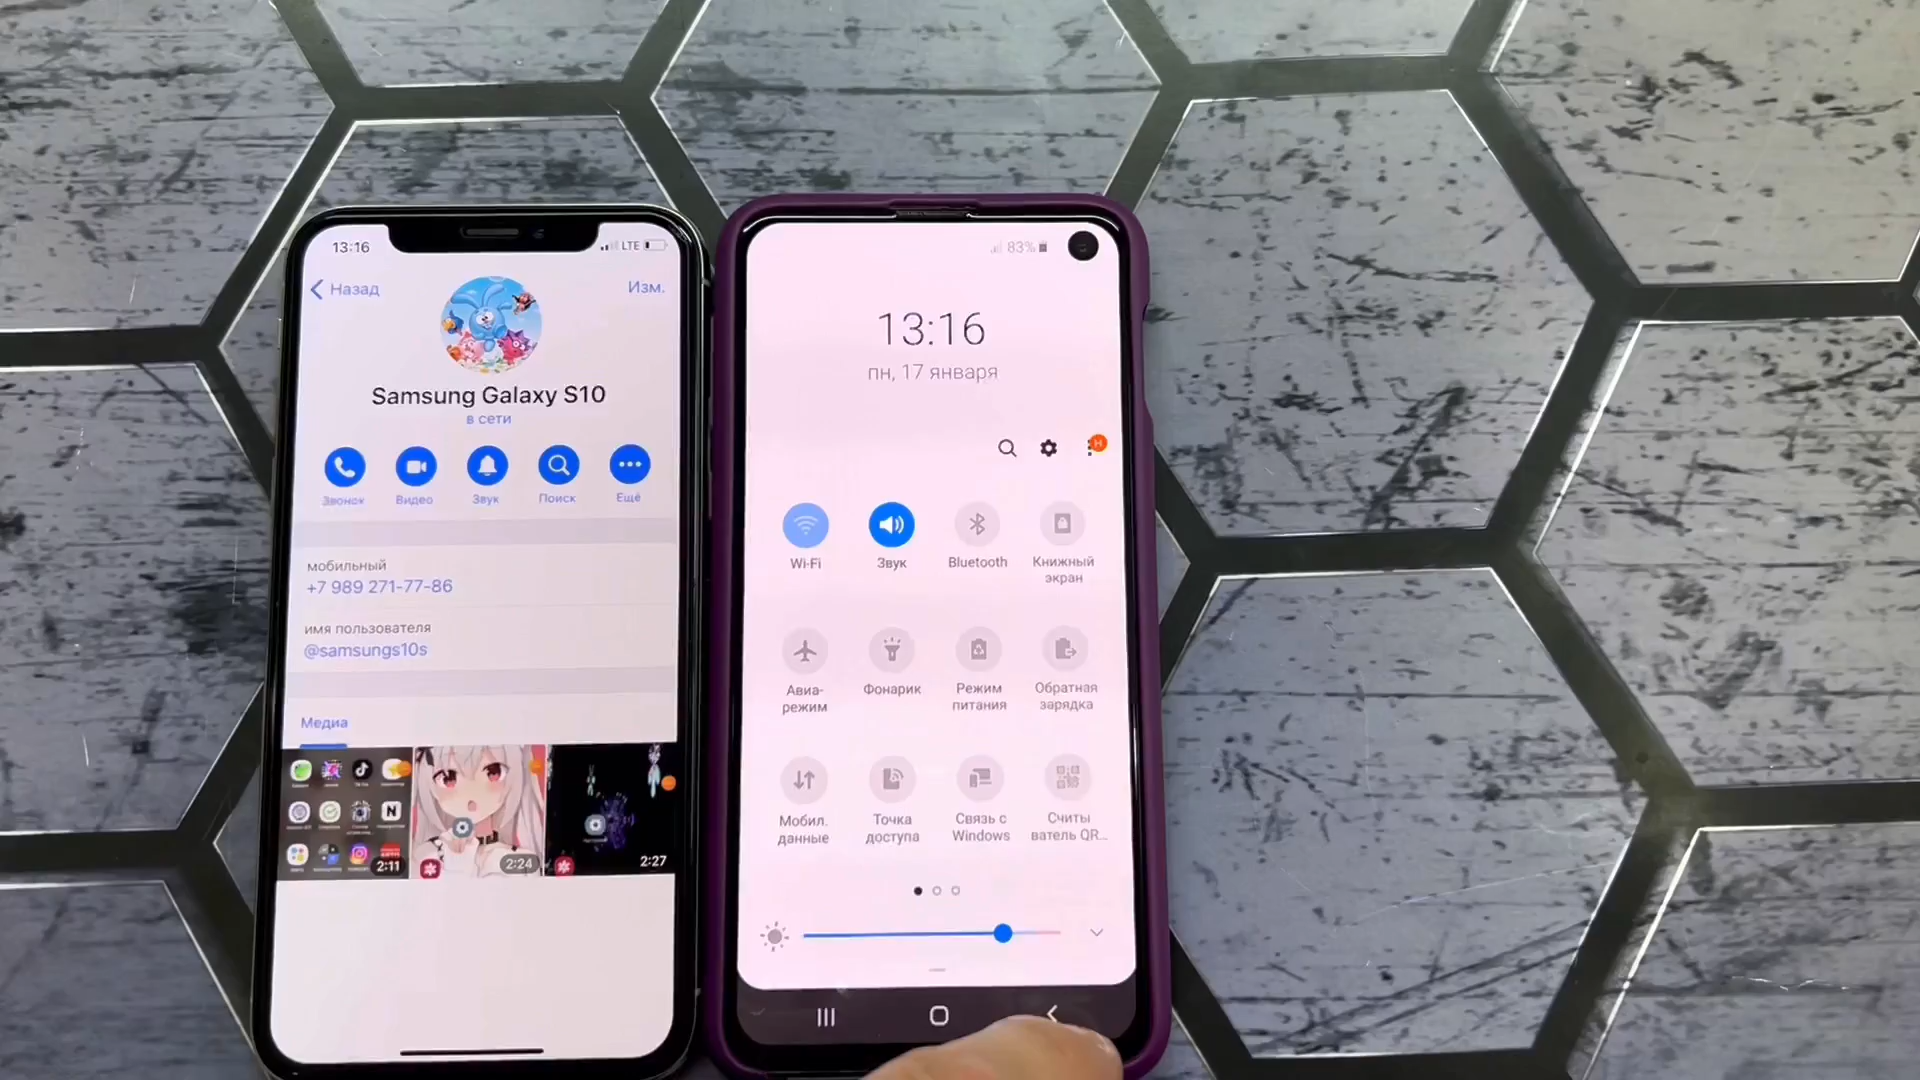 13:16
LTE
Назад
Изм.
Samsung Galaxy S10
в сети
Звонок
Видео
Звук
Поиск
Ещё
мобильный
+7 989 271-77-86
имя пользователя
@samsungs10s
Медиа
N
2:11
2:24
2:27
83%
13:16
пн, 17 января
Н
Wi-Fi
Звук
Bluetooth
Книжный
экран
Авиа-
режим
Фонарик
Режим
питания
Обратная
зарядка
Мобил.
данные
Точка
доступа
Связь с
Windows
Считы
ватель QR...